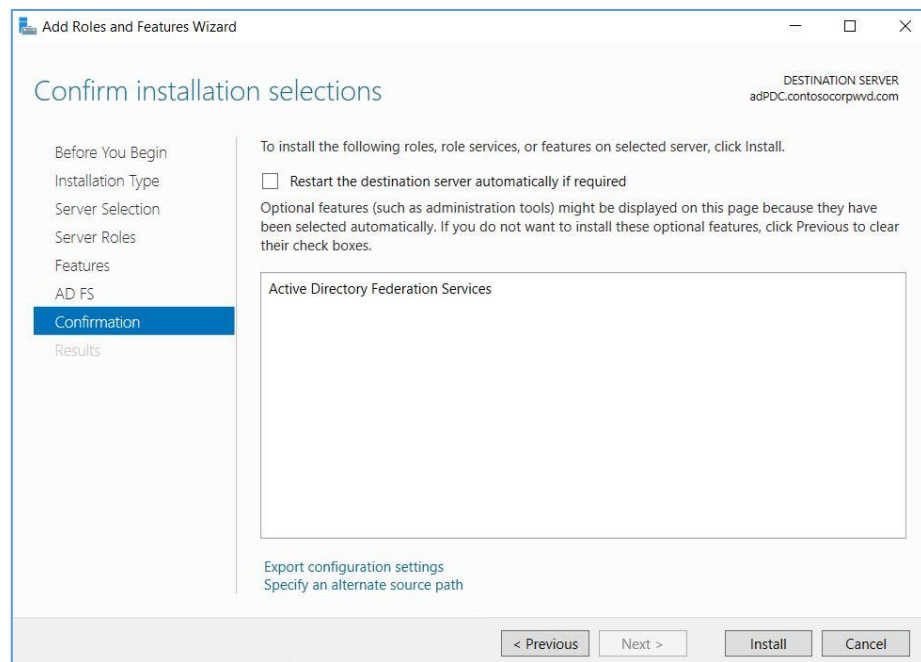 Add Roles and Features Wizard
Confirm installation selections
DESTINATION SERVER
adPDC.contosocorpwvd.com
Before You Begin
Installation Type
Server Selection
Server Roles
Features
AD FS
Confirmation
Results
To install the following roles, role services, or features on selected server, click Install.
Restart the destination server automatically if required
Optional features (such as administration tools) might be displayed on this page because they have
been selected automatically. If you do not want to install these optional features, click Previous to clear
their check boxes.
Active Directory Federation Services
Export configuration settings
Specify an alternate source path
< Previous
Next >
Install
Cancel